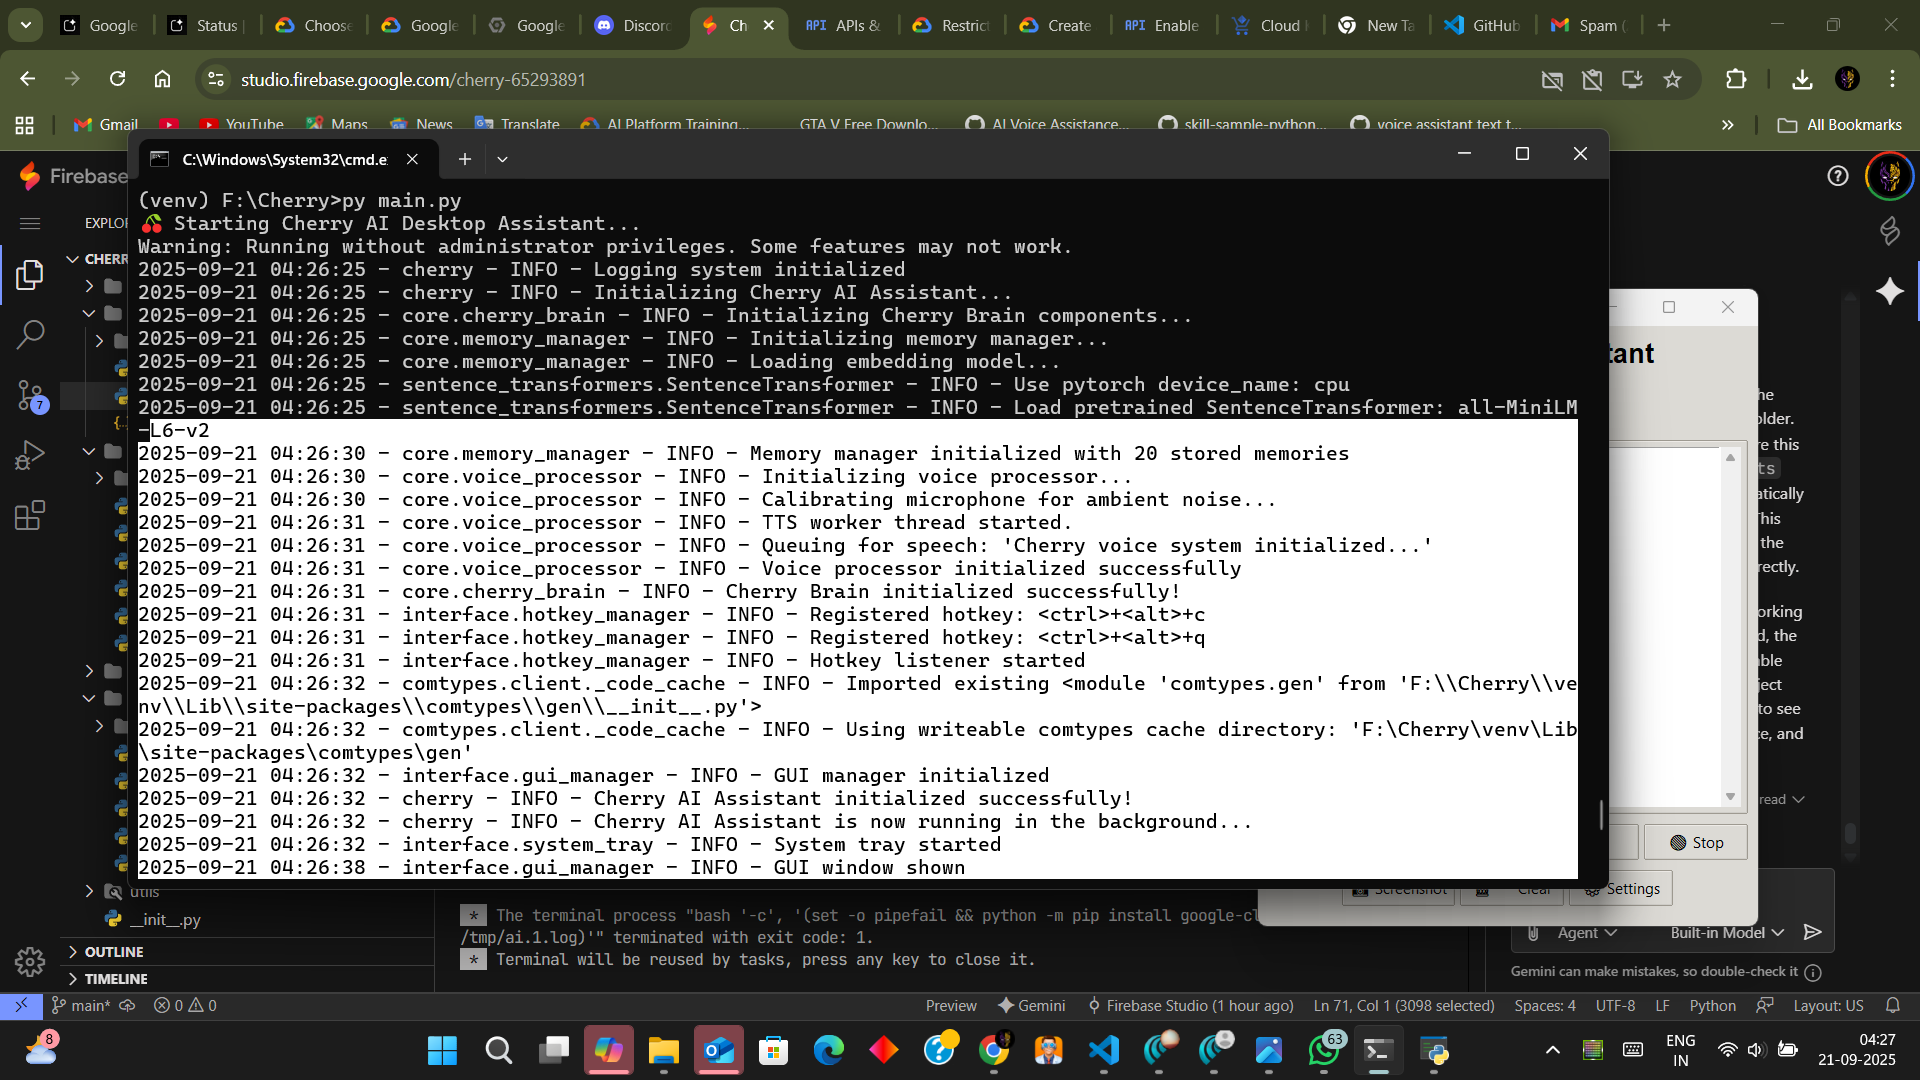 Google
Status
Choose
Google
Google
Discord
Ch
APIs &
Restrict
Create
Enable
Cloud
New Ta
GitHub
Spam (
studio.firebase.google.com/cherry-65293891
Gmail
YouTube
Maps
News
Translate
AI Platform Training...
GTA V Free Downlo...
AI Voice Assistance...
skill-sample-python...
voice assistant text t...
All Bookmarks
C:\Windows\System32\cmd.e
Firebase
EXPLOR
CHERR
(venv) F:\Cherry>py main.py
🍒 Starting Cherry AI Desktop Assistant...
Warning: Running without administrator privileges. Some features may not work.
2025-09-21 04:26:25 - cherry - INFO - Logging system initialized
2025-09-21 04:26:25 - cherry - INFO - Initializing Cherry AI Assistant...
2025-09-21 04:26:25 - core.cherry_brain - INFO - Initializing Cherry Brain components...
2025-09-21 04:26:25 - core.memory_manager - INFO - Initializing memory manager...
2025-09-21 04:26:25 - core.memory_manager - INFO - Loading embedding model...
2025-09-21 04:26:25 - sentence_transformers.SentenceTransformer - INFO - Use pytorch device_name: cpu
2025-09-21 04:26:25 - sentence_transformers.SentenceTransformer - INFO - Load pretrained SentenceTransformer: all-MiniLM
-L6-v2
2025-09-21 04:26:30 - core.memory_manager - INFO - Memory manager initialized with 20 stored memories
2025-09-21 04:26:30 - core.voice_processor - INFO - Initializing voice processor...
2025-09-21 04:26:30 - core.voice_processor - INFO - Calibrating microphone for ambient noise...
2025-09-21 04:26:31 - core.voice_processor - INFO - TTS worker thread started.
2025-09-21 04:26:31 - core.voice_processor - INFO - Queuing for speech: 'Cherry voice system initialized...'
2025-09-21 04:26:31 - core.voice_processor - INFO - Voice processor initialized successfully
2025-09-21 04:26:31 - core.cherry_brain - INFO - Cherry Brain initialized successfully!
2025-09-21 04:26:31 - interface.hotkey_manager - INFO - Registered hotkey: <ctrl>+<alt>+c
2025-09-21 04:26:31 - interface.hotkey_manager - INFO - Registered hotkey: <ctrl>+<alt>+q
2025-09-21 04:26:31 - interface.hotkey_manager - INFO - Hotkey listener started
2025-09-21 04:26:32 - comtypes.client._code_cache - INFO - Imported existing <module 'comtypes.gen' from 'F:\\Cherry\\ve
nv\\Lib\\site-packages\\comtypes\\gen\\__init__.py'>
2025-09-21 04:26:32 - comtypes.client._code_cache - INFO - Using writeable comtypes cache directory: 'F:\Cherry\venv\Lib
\site-packages\comtypes\gen'
2025-09-21 04:26:32 - interface.gui_manager - INFO - GUI manager initialized
2025-09-21 04:26:32 - cherry - INFO - Cherry AI Assistant initialized successfully!
2025-09-21 04:26:32 - cherry - INFO - Cherry AI Assistant is now running in the background...
2025-09-21 04:26:32 - interface.system_tray - INFO - System tray started
2025-09-21 04:26:38 - interface.gui_manager - INFO - GUI window shown
tant
he
older.
re this
ts
atically
This
the
rectly.
orking
d, the
ble
ject
to see
ce, and
read
Stop
Screenshot
Clear
Settings
utils
__init__.py
OUTLINE
TIMELINE
* The terminal process "bash '-c', '(set -o pipefail && python -m pip install google-cl
/tmp/ai.1.log)'" terminated with exit code: 1.
* Terminal will be reused by tasks, press any key to close it.
Agent
Built-in Model
Gemini can make mistakes, so double-check it
7
main*
0
0
Preview
Gemini
Firebase Studio (1 hour ago)
Ln 71, Col 1 (3098 selected)
Spaces: 4
UTF-8
LF
Python
Layout: US
8
63
ENG
IN
04:27
21-09-2025